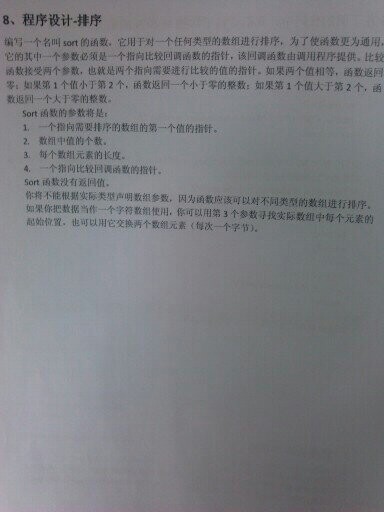 8、程序设计-排序
编写一个名叫 sort 的函数，它用于对一个任何类型的数组进行排序，为了使函数更为通用，
它的其中一个参数必须是一个指向比较回调函数的指针，该回调函数由调用程序提供。比较
函数接受两个参数，也就是两个指向需要进行比较的值的指针。如果两个值相等，函数返回
零；如果第 1 个值小于第 2 个，函数返回一个小于零的整数；如果第 1 个值大于第 2 个，函
数返回一个大于零的整数。
Sort 函数的参数将是：
1. 一个指向需要排序的数组的第一个值的指针。
2. 数组中值的个数。
3. 每个数组元素的长度。
4. 一个指向比较回调函数的指针。
Sort 函数没有返回值。
你将不能根据实际类型声明数组参数，因为函数应该可以对不同类型的数组进行排序。
如果你把数据当作一个字符数组使用，你可以用第 3 个参数寻找实际数组中每个元素的
起始位置，也可以用它交换两个数组元素（每次一个字节）。